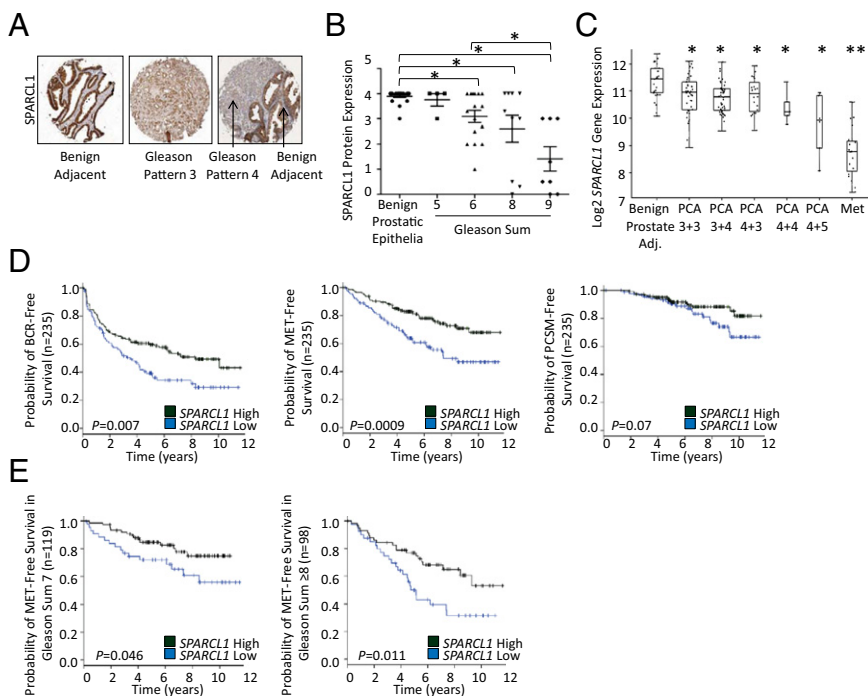 A
SPARCL1
Benign
Adjacent
Gleason
Pattern 3
Gleason
Pattern 4
Benign
Adjacent
B
SPARCL1 Protein Expression
5
4
3
2
1
0
*
*
*
*
Benign
Prostatic
Epithelia
5 6 8 9
Gleason Sum
C
Log2 SPARCL1 Gene Expression
12
11
10
9
8
7
* * * * * **
Benign
Prostate
Adj.
PCA
3+3
PCA
3+4
PCA
4+3
PCA
4+4
PCA
4+5
Met
D
Probability of BCR-Free
Survival (n=235)
1.0
0.8
0.6
0.4
0.2
0.0
P=0.007
SPARCL1 High
SPARCL1 Low
0 2 4 6 8 10 12
Time (years)
Probability of MET-Free
Survival (n=235)
1.0
0.8
0.6
0.4
0.2
0.0
P=0.0009
SPARCL1 High
SPARCL1 Low
0 2 4 6 8 10 12
Time (years)
Probability of PCSM-Free
Survival (n=235)
1.0
0.8
0.6
0.4
0.2
0.0
P=0.07
SPARCL1 High
SPARCL1 Low
0 2 4 6 8 10 12
Time (years)
E
Probability of MET-Free Survival in
Gleason Sum 7 (n=119)
1.0
0.8
0.6
0.4
0.2
0.0
P=0.046
SPARCL1 High
SPARCL1 Low
0 2 4 6 8 10 12
Time (years)
Probability of MET-Free Survival in
Gleason Sum ≥8 (n=98)
1.0
0.8
0.6
0.4
0.2
0.0
P=0.011
SPARCL1 High
SPARCL1 Low
0 2 4 6 8 10 12
Time (years)